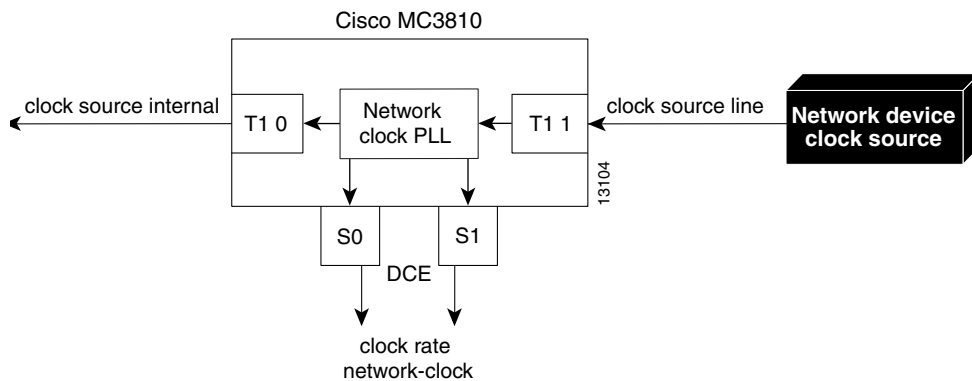 Cisco MC3810
clock source internal
T1 0
Network
clock PLL
T1 1
clock source line
Network device
clock source
13104
S0
S1
DCE
clock rate
network-clock